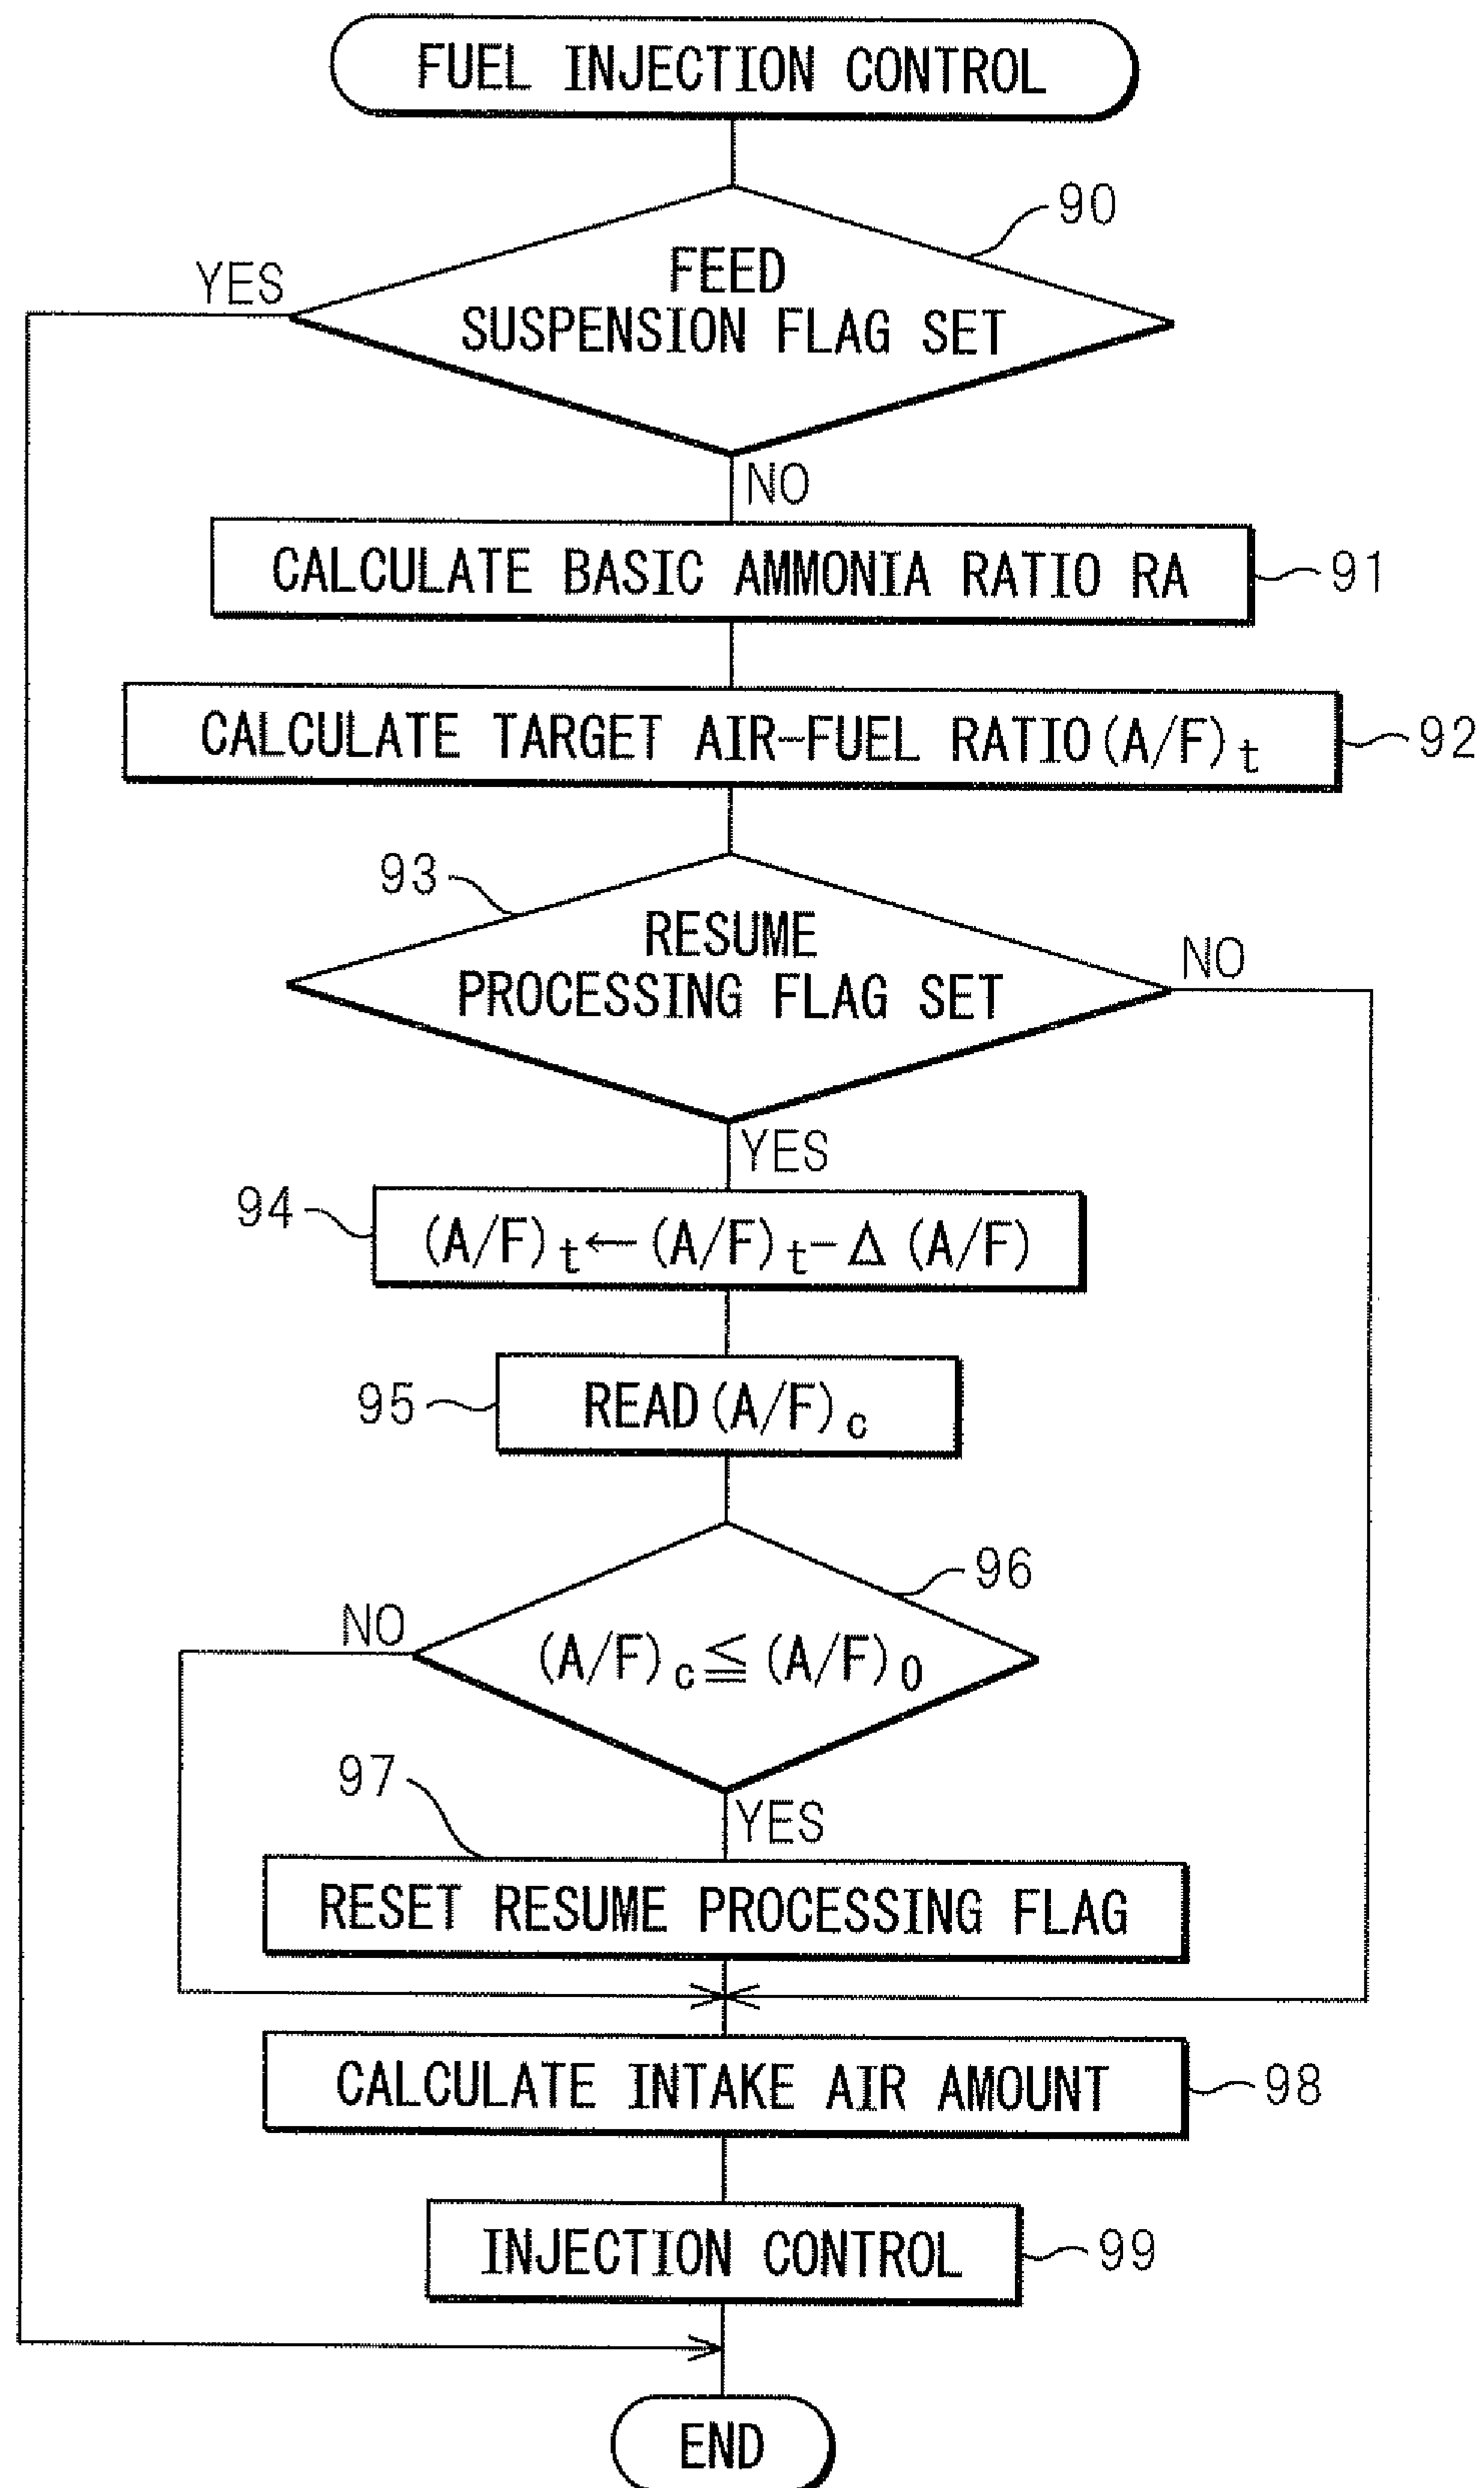 FUEL INJECTION CONTROL
90
YES
FEED
SUSPENSION FLAG SET
NO
CALCULATE BASIC AMMONIA RATIO RA
91
CALCULATE TARGET AIR-FUEL RATIO(A/F)t
92
93
RESUME
PROCESSING FLAG SET
NO
YES
94
(A/F)t←(A/F)t-Δ(A/F)
95
READ(A/F)c
96
NO
(A/F)c≦(A/F)0
97
YES
RESET RESUME PROCESSING FLAG
CALCULATE INTAKE AIR AMOUNT
98
INJECTION CONTROL
99
END